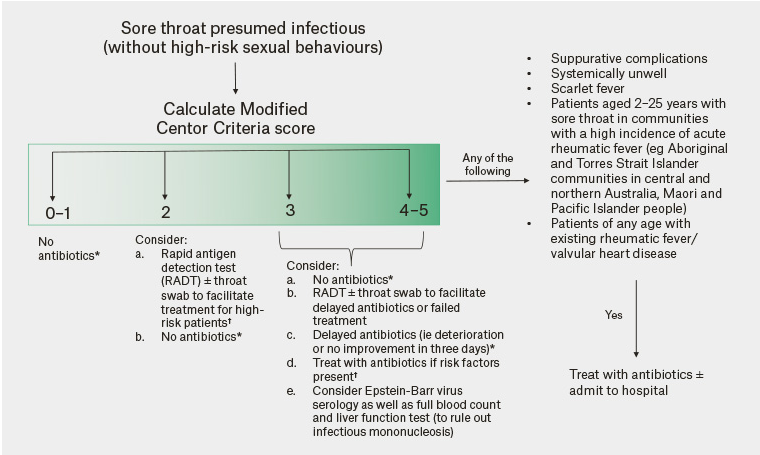 Sore throat presumed infectious
(without high-risk sexual behaviours)
Calculate Modified
Centor Criteria score
0–1
2
3
4–5
No
antibiotics*
Consider:
a. Rapid antigen
detection test
(RADT) ± throat
swab to facilitate
treatment for high-
risk patients†
b. No antibiotics*
Consider:
a. No antibiotics*
b. RADT ± throat swab to facilitate
delayed antibiotics or failed
treatment
c. Delayed antibiotics (ie deterioration
or no improvement in three days)*
d. Treat with antibiotics if risk factors
present†
e. Consider Epstein-Barr virus
serology as well as full blood count
and liver function test (to rule out
infectious mononucleosis)
Any of the
following
• Suppurative complications
• Systemically unwell
• Scarlet fever
• Patients aged 2–25 years with
sore throat in communities
with a high incidence of acute
rheumatic fever (eg Aboriginal
and Torres Strait Islander
communities in central and
northern Australia, Maori and
Pacific Islander people)
• Patients of any age with
existing rheumatic fever/
valvular heart disease
Yes
Treat with antibiotics ±
admit to hospital